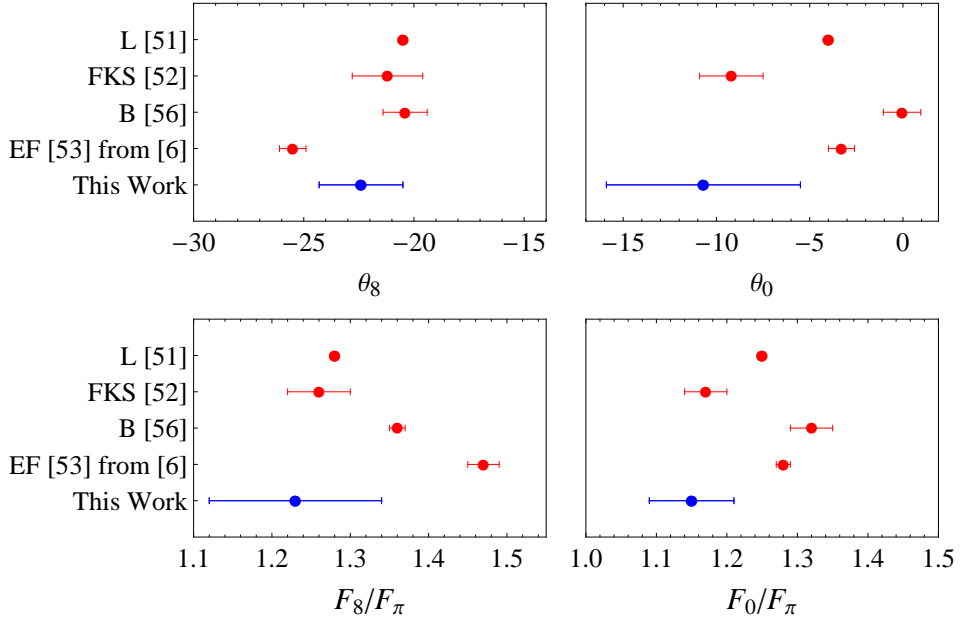 L [51]
FKS [52]
B [56]
EF [53] from [6]
This Work
−30 −25 −20 −15
θ8
−15 −10 −5 0
θ0
L [51]
FKS [52]
B [56]
EF [53] from [6]
This Work
1.1 1.2 1.3 1.4 1.5
F8/Fπ
1.0 1.1 1.2 1.3 1.4 1.5
F0/Fπ